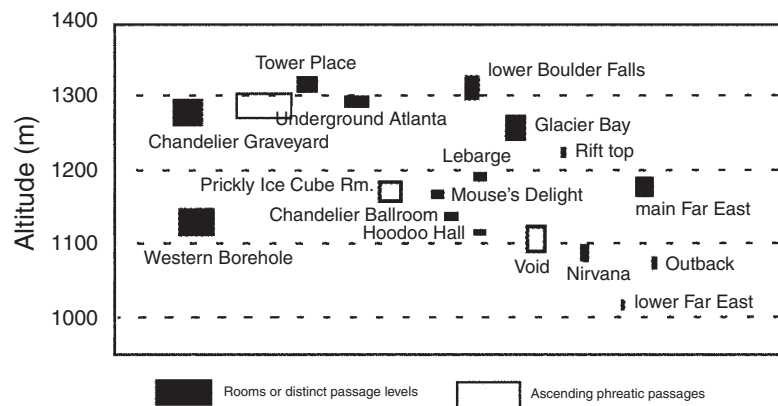 1400
1300
1200
1100
1000
Altitude (m)
Tower Place
lower Boulder Falls
Underground Atlanta
Chandelier Graveyard
Glacier Bay
Lebarge
Rift top
Prickly Ice Cube Rm.
Mouse's Delight
main Far East
Chandelier Ballroom
Hoodoo Hall
Western Borehole
Void
Nirvana
Outback
lower Far East
Rooms or distinct passage levels
Ascending phreatic passages